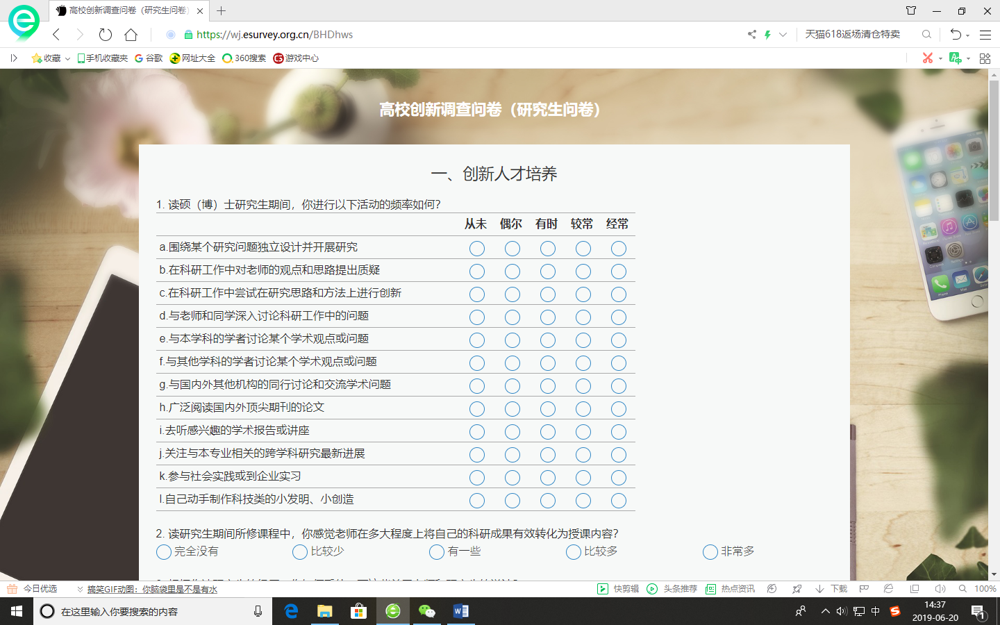 高校创新调查问卷（研究生问卷）
https://wj.esurvey.org.cn/BHDhws
天猫618返场清仓特卖
收藏 手机收藏夹 谷歌 网址大全 360搜索 游戏中心
高校创新调查问卷（研究生问卷）
一、创新人才培养
1. 读硕（博）士研究生期间，你进行以下活动的频率如何？
从未 偶尔 有时 较常 经常
a.围绕某个研究问题独立设计并开展研究
b.在科研工作中对老师的观点和思路提出质疑
c.在科研工作中尝试在研究思路和方法上进行创新
d.与老师和同学深入讨论科研工作中的问题
e.与本学科的学者讨论某个学术观点或问题
f.与其他学科的学者讨论某个学术观点或问题
g.与国内外其他机构的同行讨论和交流学术问题
h.广泛阅读国内外顶尖期刊的论文
i.去听感兴趣的学术报告或讲座
j.关注与本专业相关的跨学科研究最新进展
k.参与社会实践或到企业实习
l.自己动手制作科技类的小发明、小创造
2. 读研究生期间所修课程中，你感觉老师在多大程度上将自己的科研成果有效转化为授课内容？
完全没有 比较少 有一些 比较多 非常多
今日优选 搞笑GIF动图：你脑袋里是不是有水 快剪辑 头条推荐 热点资讯 下载 100%
在这里输入你要搜索的内容
中
14:37
2019-06-20
1